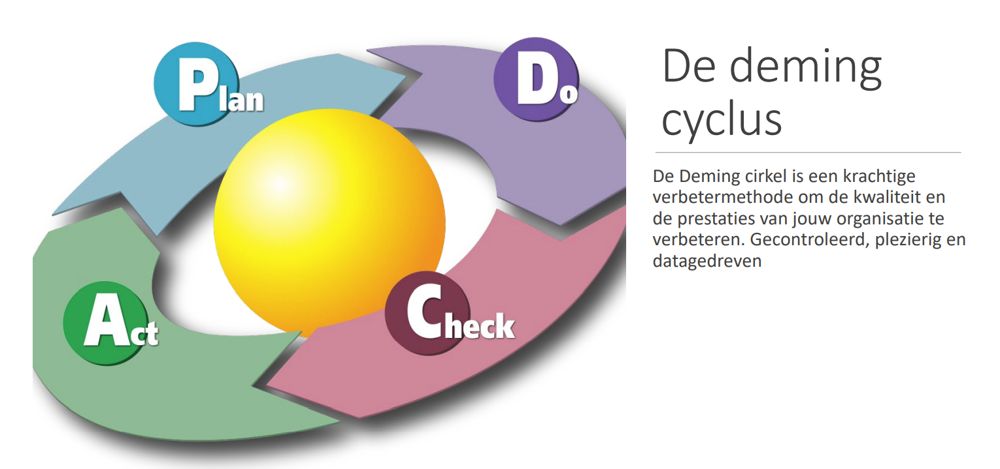 Plan
Do
Act
Check
De deming
cyclus
De Deming cirkel is een krachtige
verbetermethode om de kwaliteit en
de prestaties van jouw organisatie te
verbeteren. Gecontroleerd, plezierig en
datagedreven